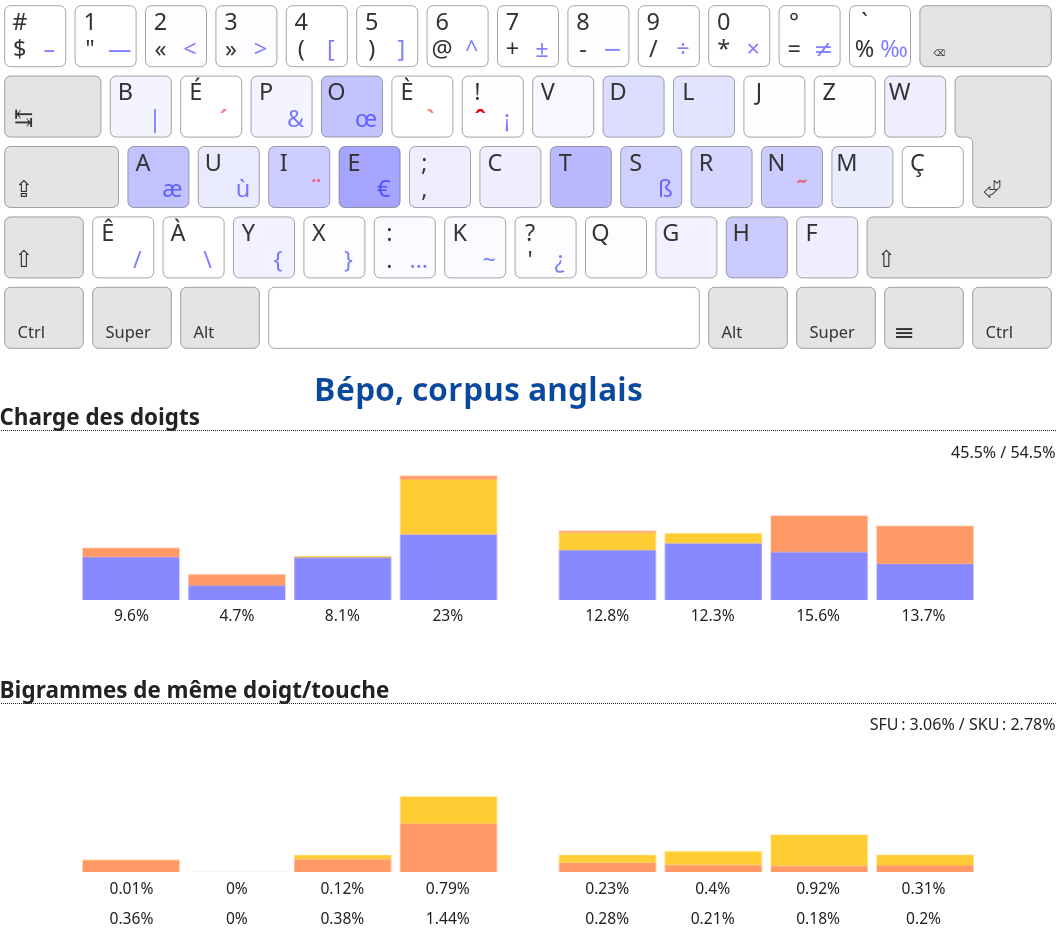 # 1 2 3 4 5 6 7 8 9 0 ° `
$ – " — « < » > ( [ ) ] @ ^ + ± - − / ÷ * × = ≠ % ‰ ⌫
B É P O È ! V D L J Z W
↹ | ´ & œ ` ^ ¡
A U I E ; C T S R N M Ç
⇪ æ ù ¨ € , ß ~ ⏎
Ê À Y X : K ? Q G H F
⇧ / \ { } . … ~ ' ¿ ⇧
Ctrl Super Alt Alt Super ≡ Ctrl
Bépo, corpus anglais
Charge des doigts
45.5% / 54.5%
9.6% 4.7% 8.1% 23% 12.8% 12.3% 15.6% 13.7%
Bigrammes de même doigt/touche
SFU : 3.06% / SKU : 2.78%
0.01% 0% 0.12% 0.79% 0.23% 0.4% 0.92% 0.31%
0.36% 0% 0.38% 1.44% 0.28% 0.21% 0.18% 0.2%